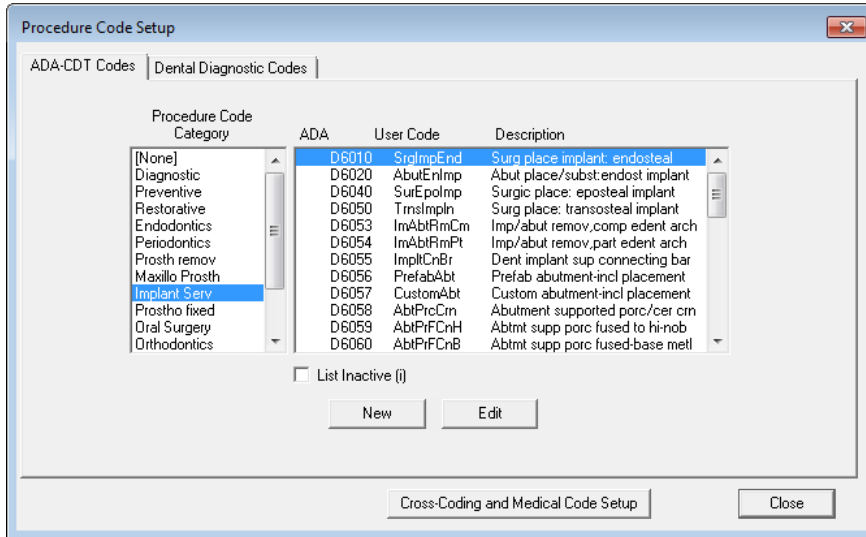 Procedure Code Setup
ADA-CDT Codes
Dental Diagnostic Codes
Procedure Code
Category
ADA User Code Description
[None]
Diagnostic
Preventive
Restorative
Endodontics
Periodontics
Prosth remov
Maxillo Prosth
Implant Serv
Prostho fixed
Oral Surgery
Orthodontics
D6010 SrgImpEnd Surg place implant: endosteal
D6020 AbutEnImp Abut place/subst:endost implant
D6040 SurEpoImp Surgic place: eposteal implant
D6050 TrnsImpIn Surg place: transosteal implant
D6053 ImAbtRmCm Imp/abut remov,comp edent arch
D6054 ImAbtRmPt Imp/abut remov,part edent arch
D6055 ImpltCnBr Dent implant sup connecting bar
D6056 PrefabAbt Prefab abutment-incl placement
D6057 CustomAbt Custom abutment-incl placement
D6058 AbtPrcCrn Abutment supported porc/cer crn
D6059 AbtPrFCnH Abtmt supp porc fused to hi-nob
D6060 AbtPrFCnB Abtmt supp porc fused-base metl
List Inactive (i)
New
Edit
Cross-Coding and Medical Code Setup
Close